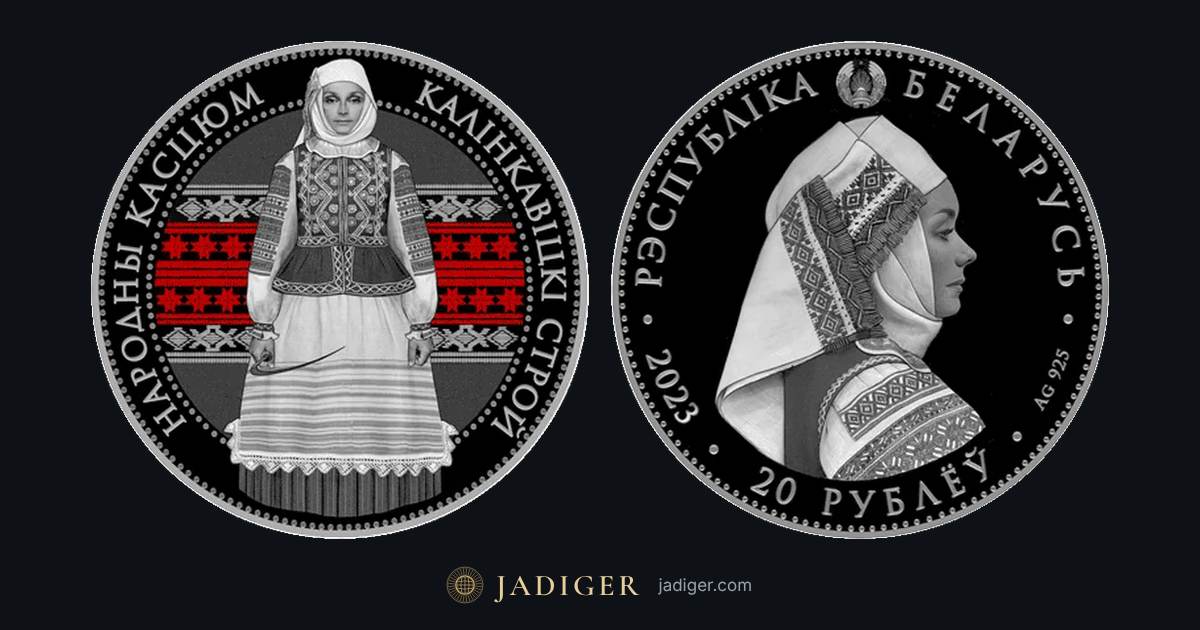 НАРОДНЫ КАСЦЮМ
КАЛІНКАВІЦКІ СТРОЙ
РЭСПУБЛІКА БЕЛАРУСЬ
2023
AG 925
20 РУБЛЁЎ
JADIGER
jadiger.com